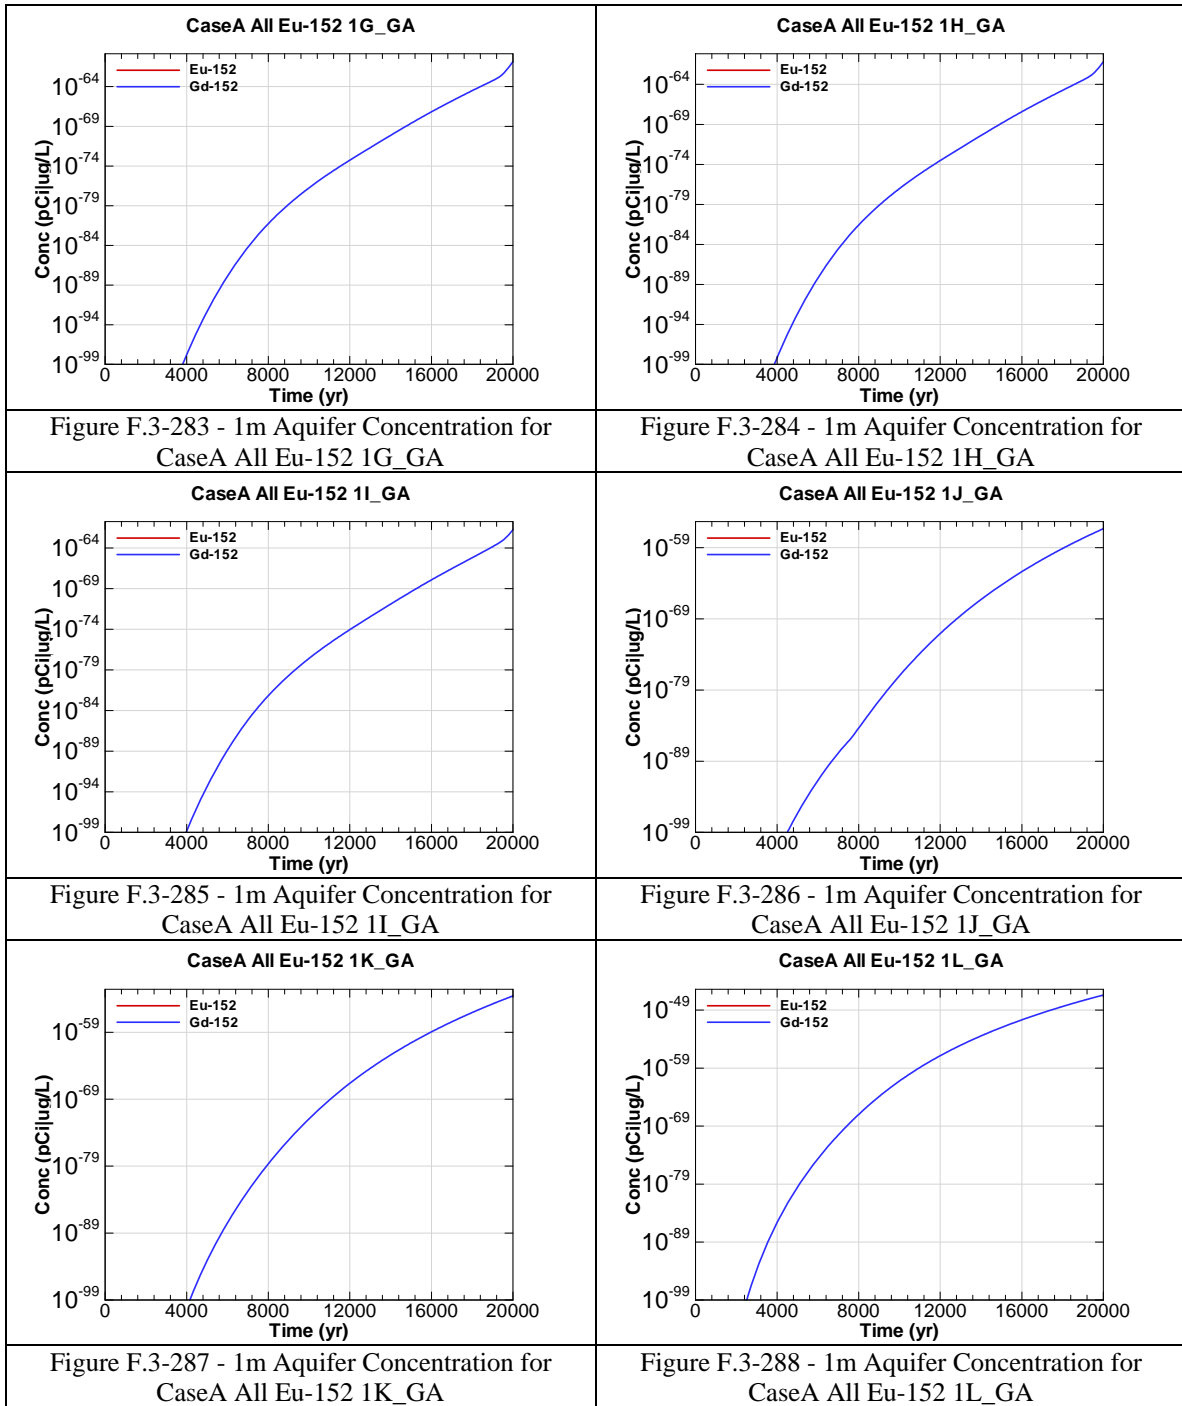 CaseA All Eu-152 1G_GA
Eu-152
Gd-152
Conc (pCi|ug/L)
10-64
10-69
10-74
10-79
10-84
10-89
10-94
10-99
0 4000 8000 12000 16000 20000
Time (yr)
Figure F.3-283 - 1m Aquifer Concentration for
CaseA All Eu-152 1G_GA
CaseA All Eu-152 1H_GA
Eu-152
Gd-152
Conc (pCi|ug/L)
10-64
10-69
10-74
10-79
10-84
10-89
10-94
10-99
0 4000 8000 12000 16000 20000
Time (yr)
Figure F.3-284 - 1m Aquifer Concentration for
CaseA All Eu-152 1H_GA
CaseA All Eu-152 1I_GA
Eu-152
Gd-152
Conc (pCi|ug/L)
10-64
10-69
10-74
10-79
10-84
10-89
10-94
10-99
0 4000 8000 12000 16000 20000
Time (yr)
Figure F.3-285 - 1m Aquifer Concentration for
CaseA All Eu-152 1I_GA
CaseA All Eu-152 1J_GA
Eu-152
Gd-152
Conc (pCi|ug/L)
10-59
10-69
10-79
10-89
10-99
0 4000 8000 12000 16000 20000
Time (yr)
Figure F.3-286 - 1m Aquifer Concentration for
CaseA All Eu-152 1J_GA
CaseA All Eu-152 1K_GA
Eu-152
Gd-152
Conc (pCi|ug/L)
10-59
10-69
10-79
10-89
10-99
0 4000 8000 12000 16000 20000
Time (yr)
Figure F.3-287 - 1m Aquifer Concentration for
CaseA All Eu-152 1K_GA
CaseA All Eu-152 1L_GA
Eu-152
Gd-152
Conc (pCi|ug/L)
10-49
10-59
10-69
10-79
10-89
10-99
0 4000 8000 12000 16000 20000
Time (yr)
Figure F.3-288 - 1m Aquifer Concentration for
CaseA All Eu-152 1L_GA